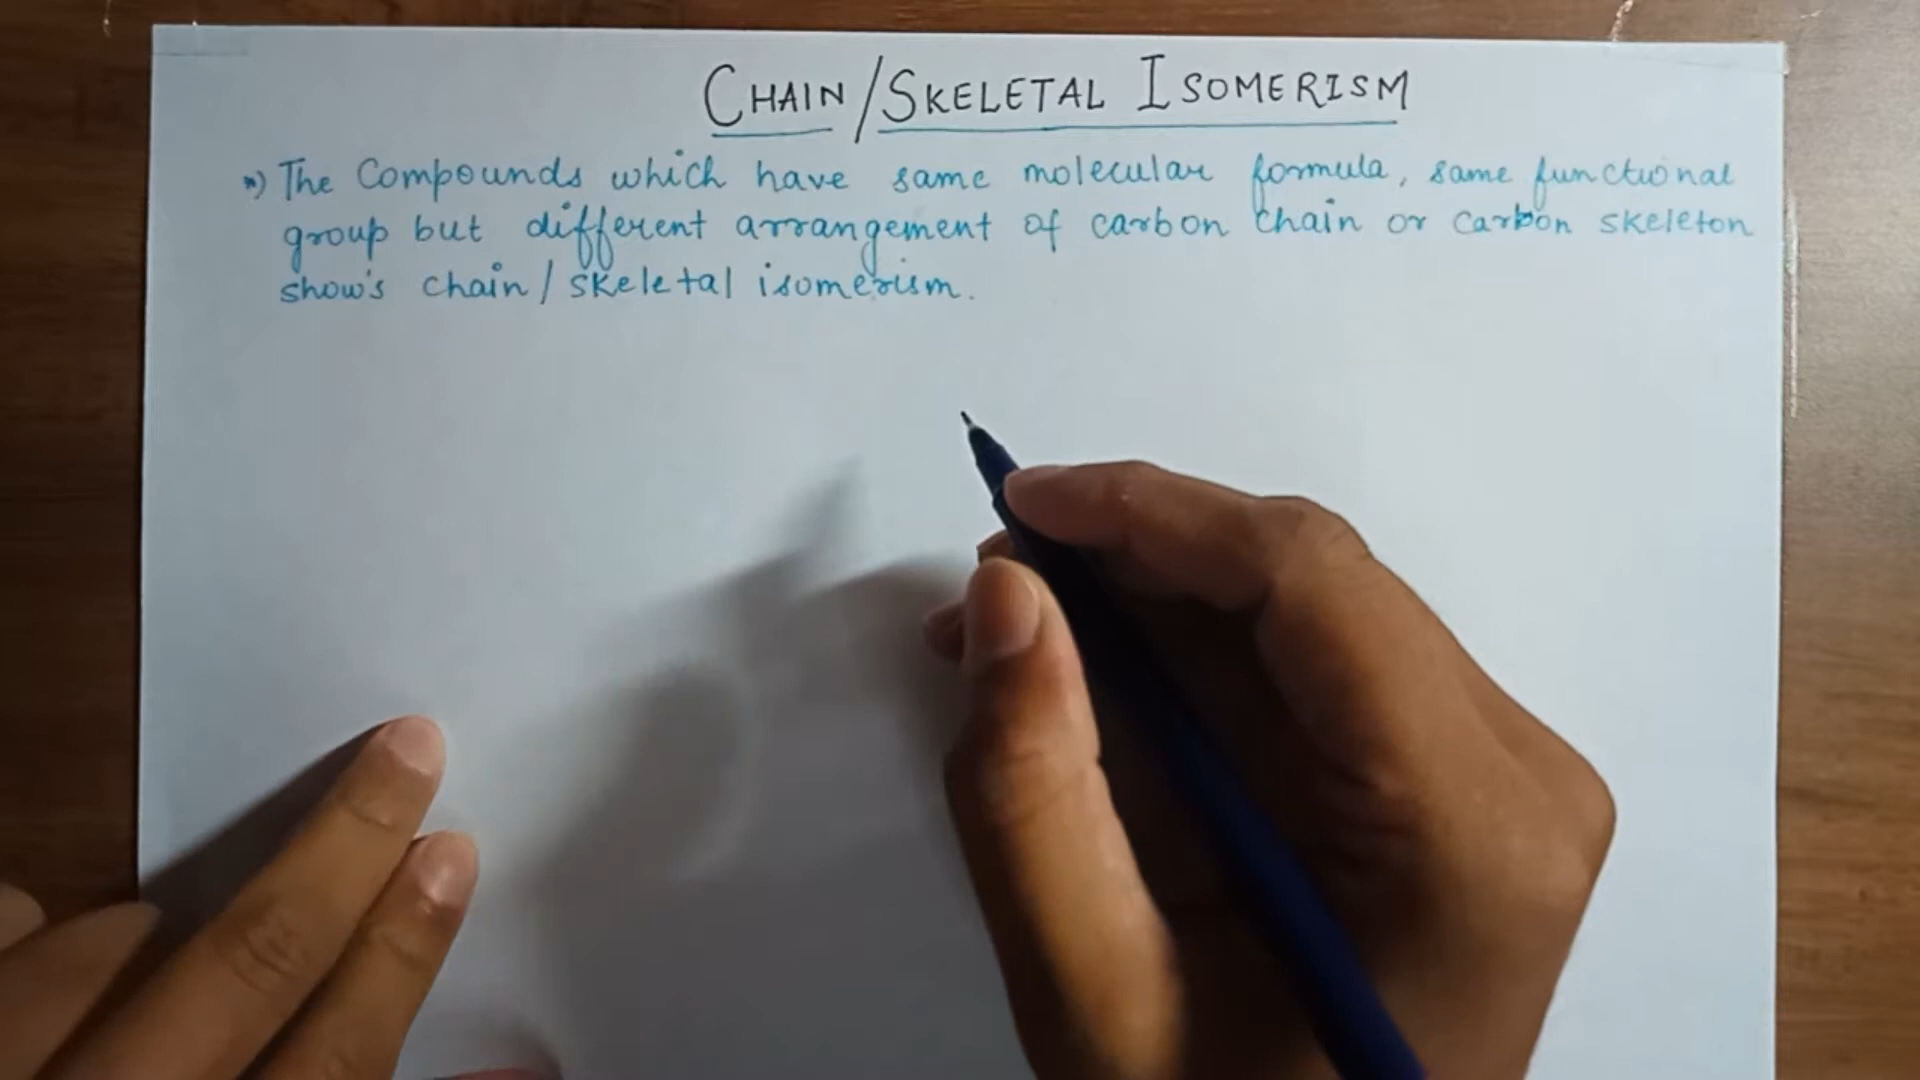 CHAIN/SKELETAL ISOMERISM
*) The Compounds which have same molecular formula, same functional
group but different arrangement of carbon chain or carbon skeleton
show's chain/skeletal isomerism.